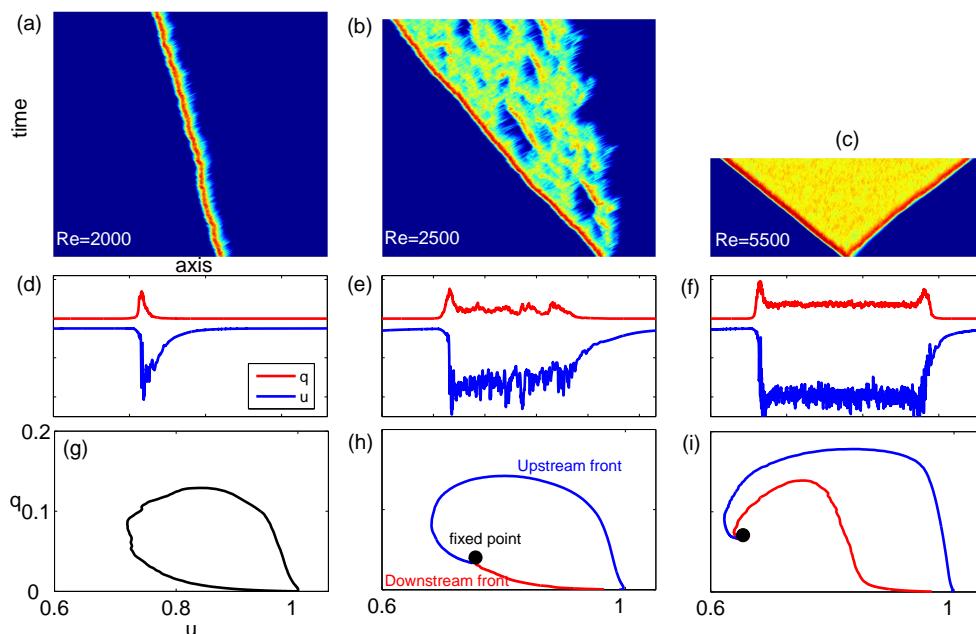 (a)
(b)
(c)
time
Re=2000
Re=2500
Re=5500
axis
(d)
(e)
(f)
q
u
(g)
(h)
(i)
0.2
q
0.1
0
Upstream front
fixed point
Downstream front
0.6
0.8
1
0.6
1
0.6
1
u